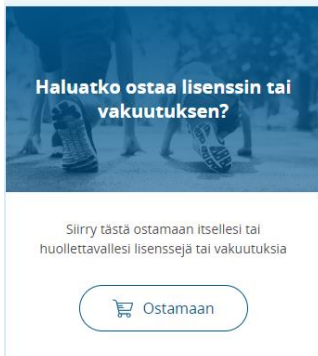 Haluatko ostaa lisenssin tai
vakuutuksen?
Siirry tästä ostamaan itsellesi tai
huollettavallesi lisenssejä tai vakuutuksia
Ostamaan